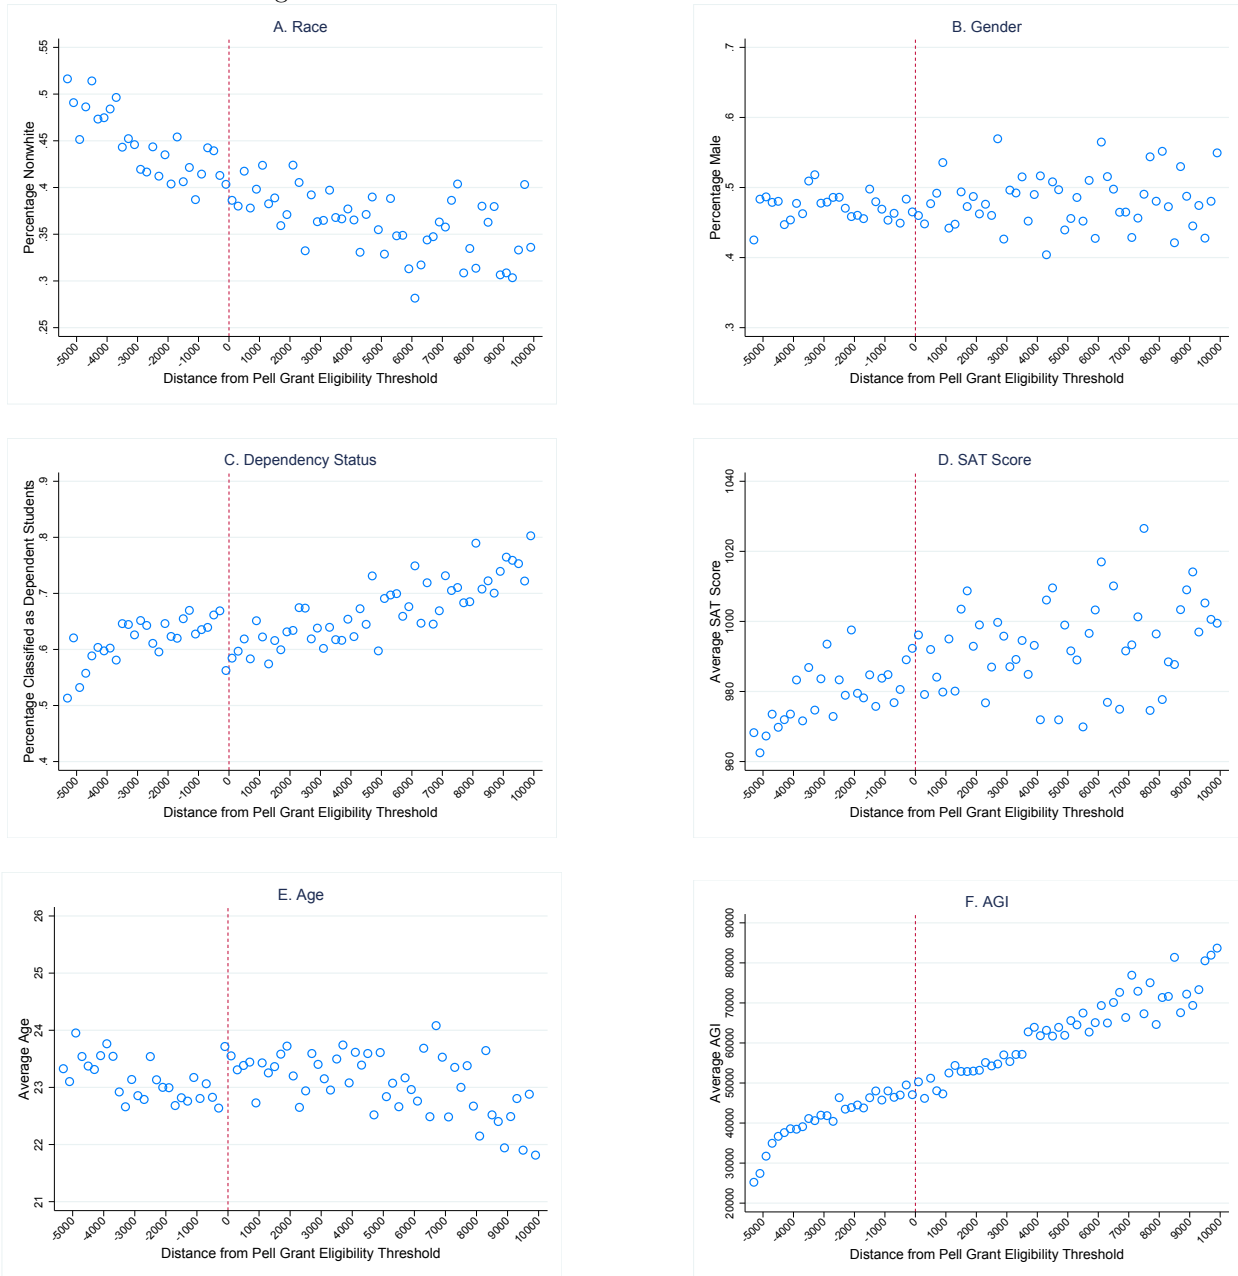 A. Race
.55
.5
.45
.4
.35
.3
.25
Percentage Nonwhite
-5000 -4000 -3000 -2000 -1000 0 1000 2000 3000 4000 5000 6000 7000 8000 9000 10000
Distance from Pell Grant Eligibility Threshold
B. Gender
.7
.6
.5
.4
.3
Percentage Male
-5000 -4000 -3000 -2000 -1000 0 1000 2000 3000 4000 5000 6000 7000 8000 9000 10000
Distance from Pell Grant Eligibility Threshold
C. Dependency Status
.9
.8
.7
.6
.5
.4
Percentage Classified as Dependent Students
-5000 -4000 -3000 -2000 -1000 0 1000 2000 3000 4000 5000 6000 7000 8000 9000 10000
Distance from Pell Grant Eligibility Threshold
D. SAT Score
1040
1020
1000
980
960
Average SAT Score
-5000 -4000 -3000 -2000 -1000 0 1000 2000 3000 4000 5000 6000 7000 8000 9000 10000
Distance from Pell Grant Eligibility Threshold
E. Age
26
25
24
23
22
21
Average Age
-5000 -4000 -3000 -2000 -1000 0 1000 2000 3000 4000 5000 6000 7000 8000 9000 10000
Distance from Pell Grant Eligibility Threshold
F. AGI
90000
80000
70000
60000
50000
40000
30000
20000
Average AGI
-5000 -4000 -3000 -2000 -1000 0 1000 2000 3000 4000 5000 6000 7000 8000 9000 10000
Distance from Pell Grant Eligibility Threshold